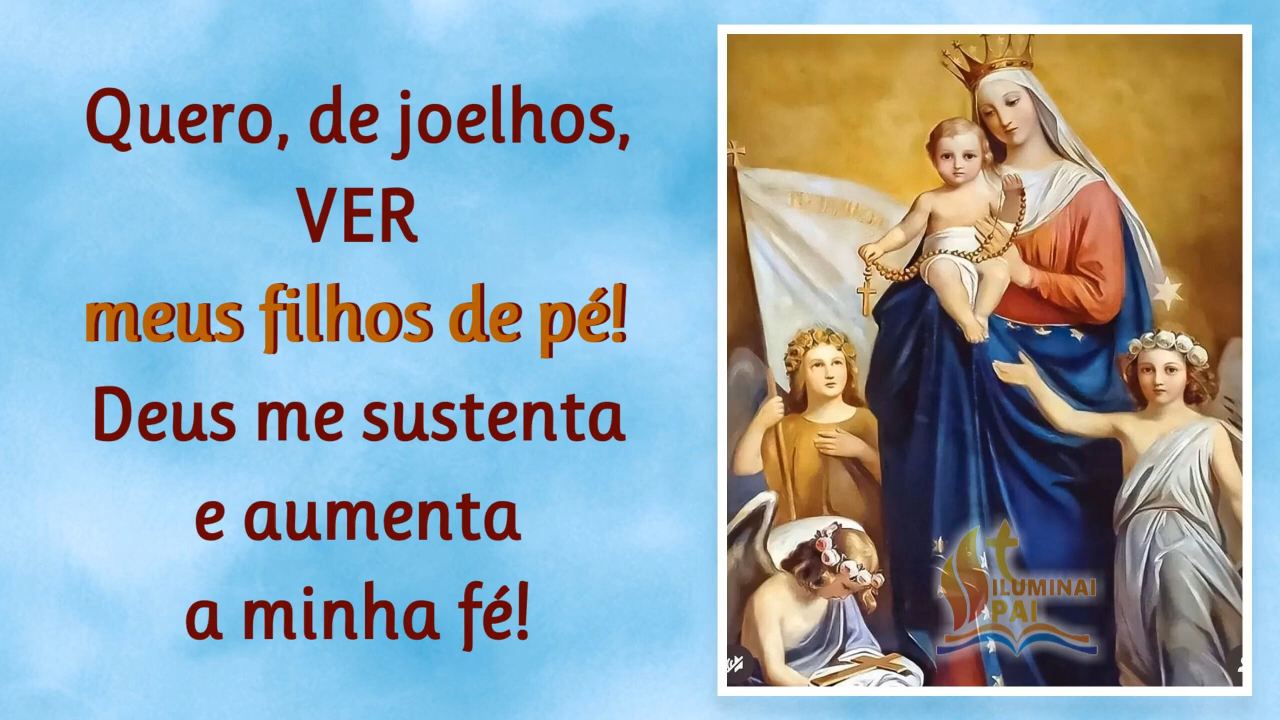 Quero, de joelhos,
VER
meus filhos de pé!
Deus me sustenta
e aumenta
a minha fé!
ILUMINAI
PAI